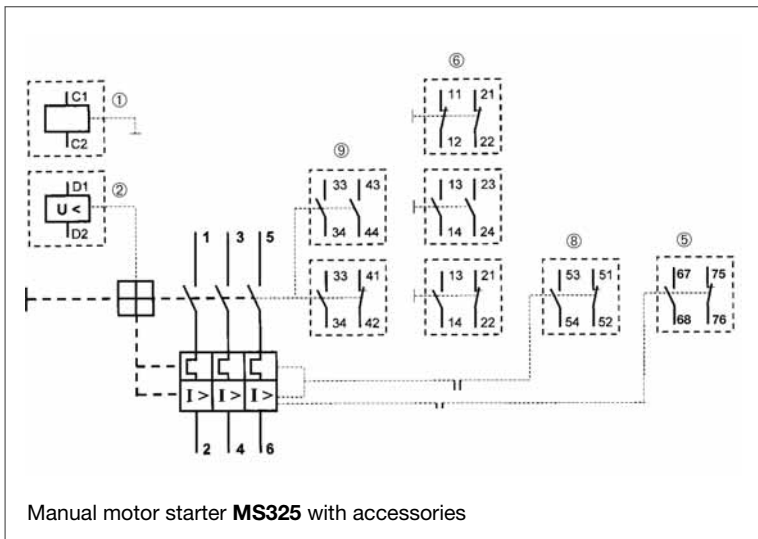 ⑥
C1 ①
11 21
C2
12 22
⑨
D1 ②
33 43
13 23
U <
D2
34 44
14 24
1 3 5
⑧
⑤
33 41
13 21
53 51
67 75
34 42
14 22
54 52
68 76
I > I > I >
2 4 6
Manual motor starter MS325 with accessories